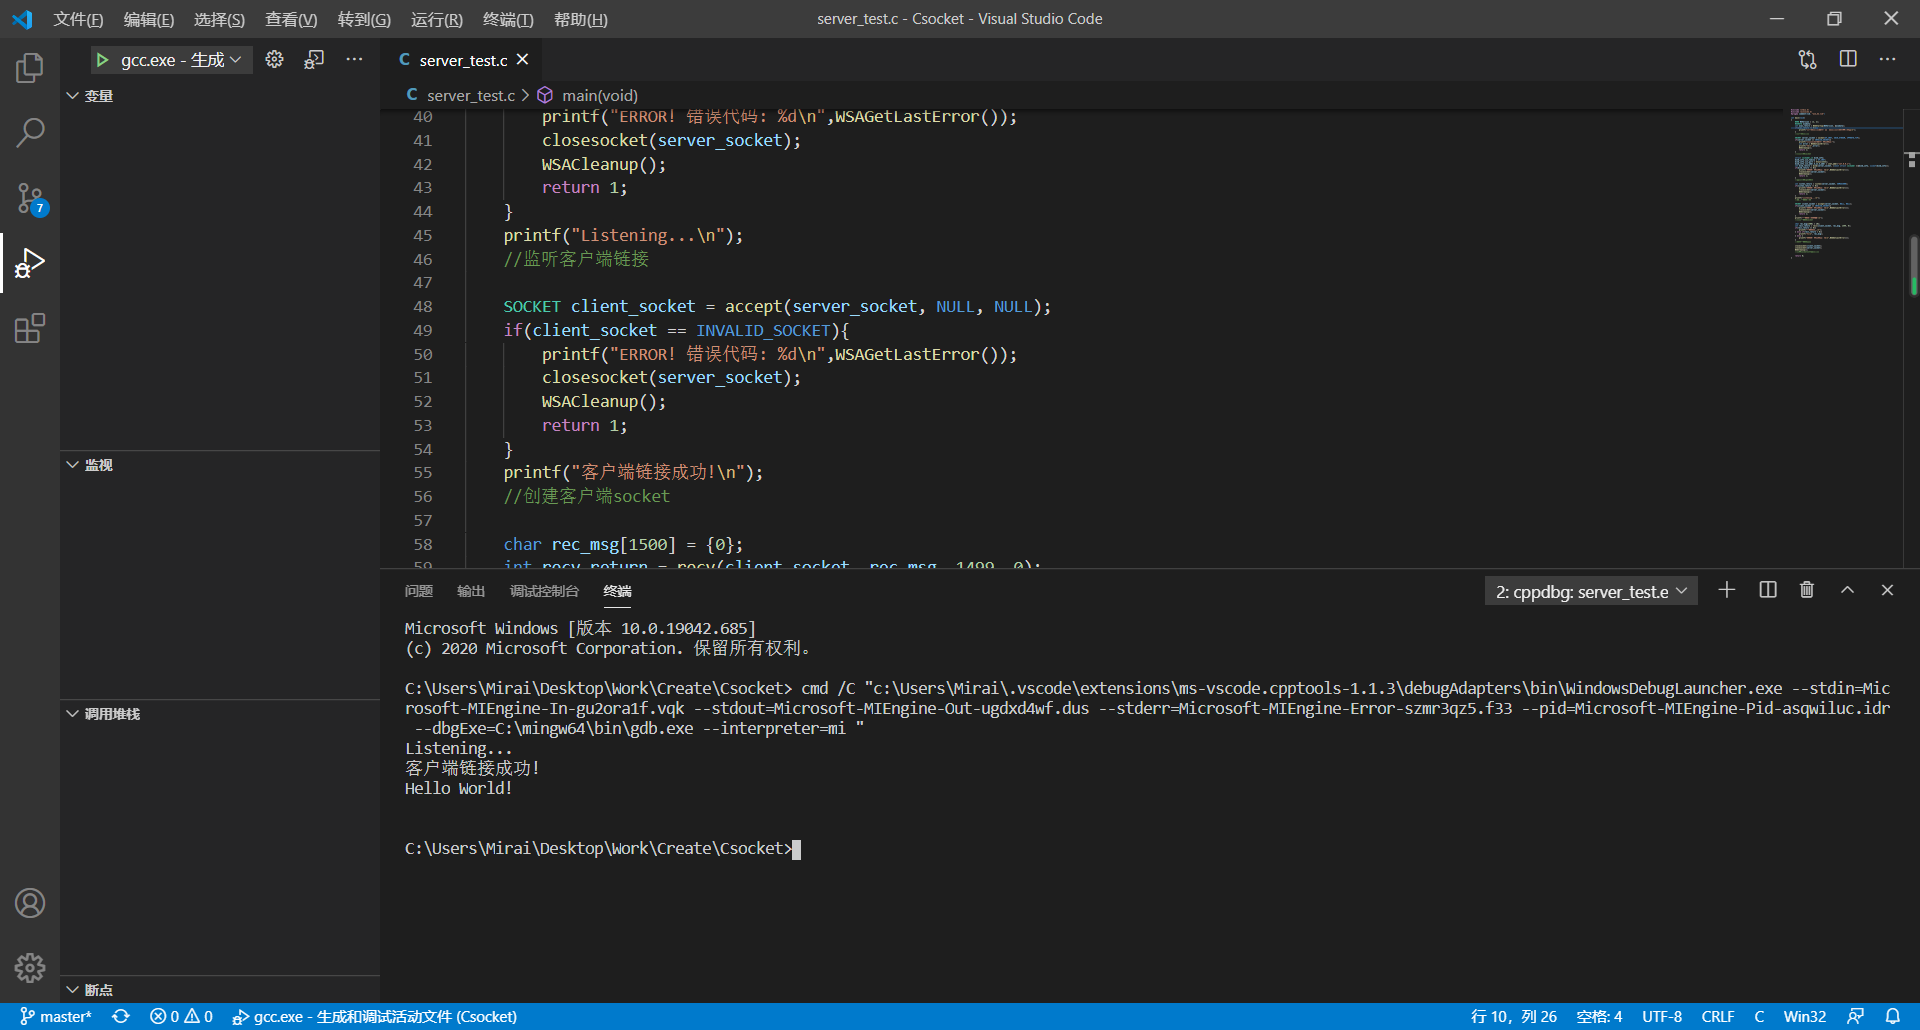 文件(F) 编辑(E) 选择(S) 查看(V) 转到(G) 运行(R) 终端(T) 帮助(H) server_test.c - Csocket - Visual Studio Code
gcc.exe - 生成
变量
监视
调用堆栈
断点
7
C server_test.c
C server_test.c > main(void)
40 printf("ERROR! 错误代码: %d\n",WSAGetLastError());
41 closesocket(server_socket);
42 WSACleanup();
43 return 1;
44 }
45 printf("Listening...\n");
46 //监听客户端链接
47
48 SOCKET client_socket = accept(server_socket, NULL, NULL);
49 if(client_socket == INVALID_SOCKET){
50 printf("ERROR! 错误代码: %d\n",WSAGetLastError());
51 closesocket(server_socket);
52 WSACleanup();
53 return 1;
54 }
55 printf("客户端链接成功!\n");
56 //创建客户端socket
57
58 char rec_msg[1500] = {0};
59 int recv_return = recv(client_socket, rec_msg, 1499, 0);
问题 输出 调试控制台 终端 2: cppdbg: server_test.e
Microsoft Windows [版本 10.0.19042.685]
(c) 2020 Microsoft Corporation. 保留所有权利。
C:\Users\Mirai\Desktop\Work\Create\Csocket> cmd /C "c:\Users\Mirai\.vscode\extensions\ms-vscode.cpptools-1.1.3\debugAdapters\bin\WindowsDebugLauncher.exe --stdin=Mic
rosoft-MIEngine-In-gu2ora1f.vqk --stdout=Microsoft-MIEngine-Out-ugdxd4wf.dus --stderr=Microsoft-MIEngine-Error-szmr3qz5.f33 --pid=Microsoft-MIEngine-Pid-asqwiluc.idr
--dbgExe=C:\mingw64\bin\gdb.exe --interpreter=mi "
Listening...
客户端链接成功!
Hello World!
C:\Users\Mirai\Desktop\Work\Create\Csocket>
master* 0 0 gcc.exe - 生成和调试活动文件 (Csocket) 行 10，列 26 空格: 4 UTF-8 CRLF C Win32